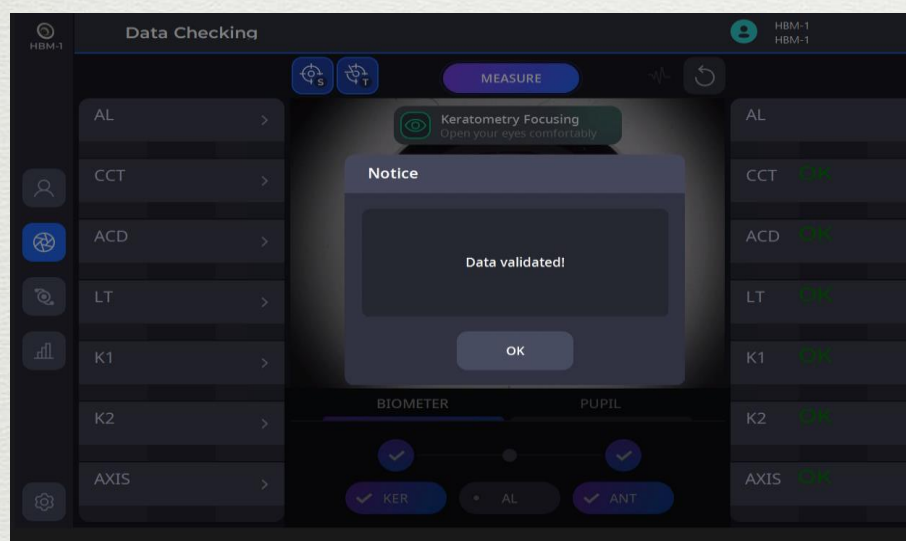 HBM-1
Data Checking
HBM-1
HBM-1
S
T
MEASURE
Keratometry Focusing
Open your eyes comfortably
AL
CCT
ACD
LT
K1
K2
AXIS
Notice
Data validated!
OK
BIOMETER
PUPIL
KER
AL
ANT
AL
CCT OK
ACD OK
LT OK
K1 OK
K2 OK
AXIS OK